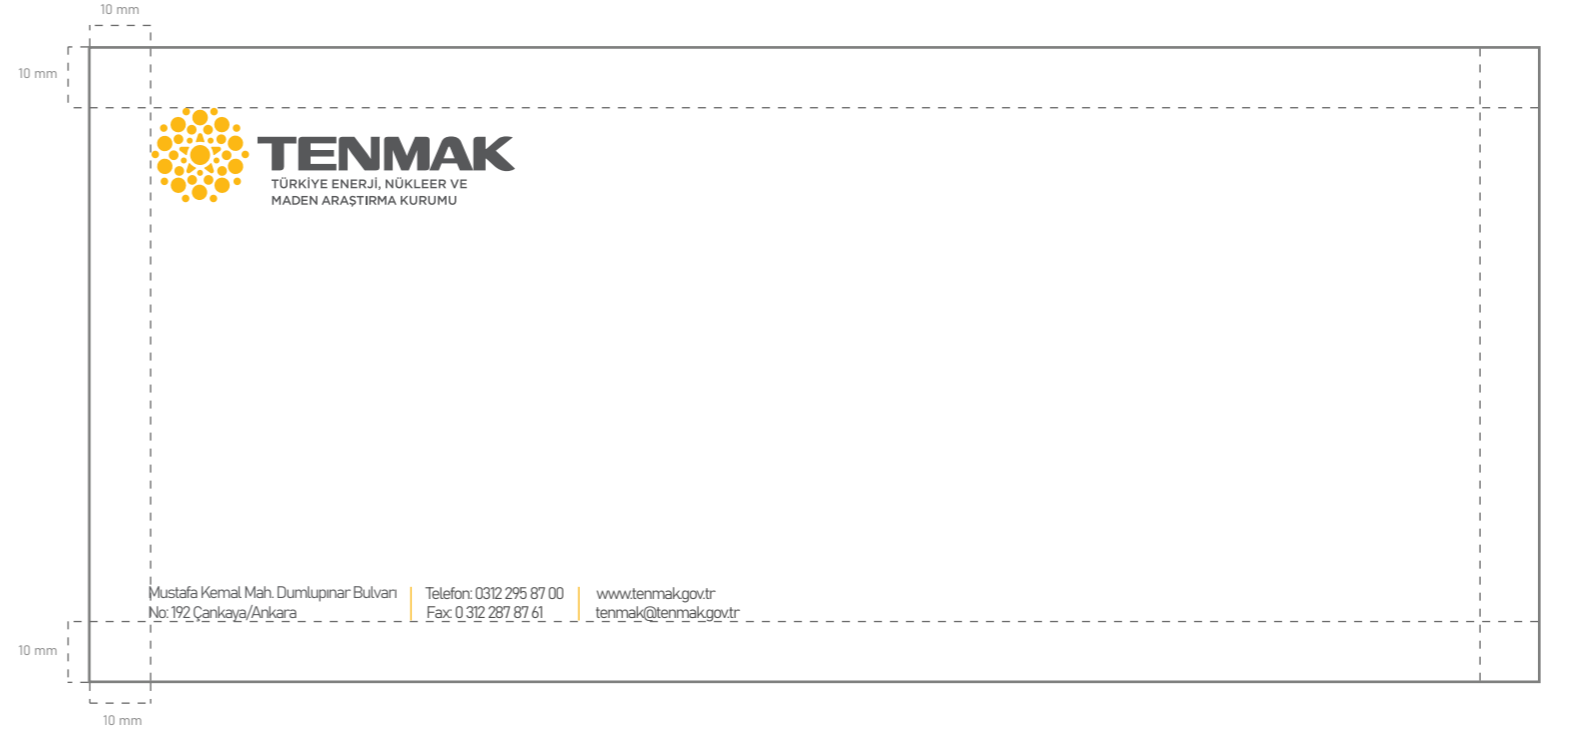 10 mm
10 mm
TENMAK
TÜRKİYE ENERJİ, NÜKLEER VE
MADEN ARAŞTIRMA KURUMU
Mustafa Kemal Mah. Dumlupınar Bulvarı
No: 192 Çankaya/Ankara
Telefon: 0312 295 87 00
Fax: 0 312 287 87 61
www.tenmak.gov.tr
tenmak@tenmak.gov.tr
10 mm
10 mm